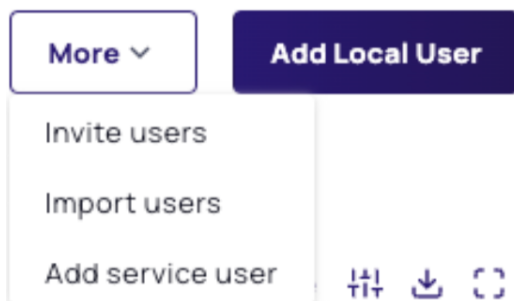 More
Add Local User
Invite users
Import users
Add service user